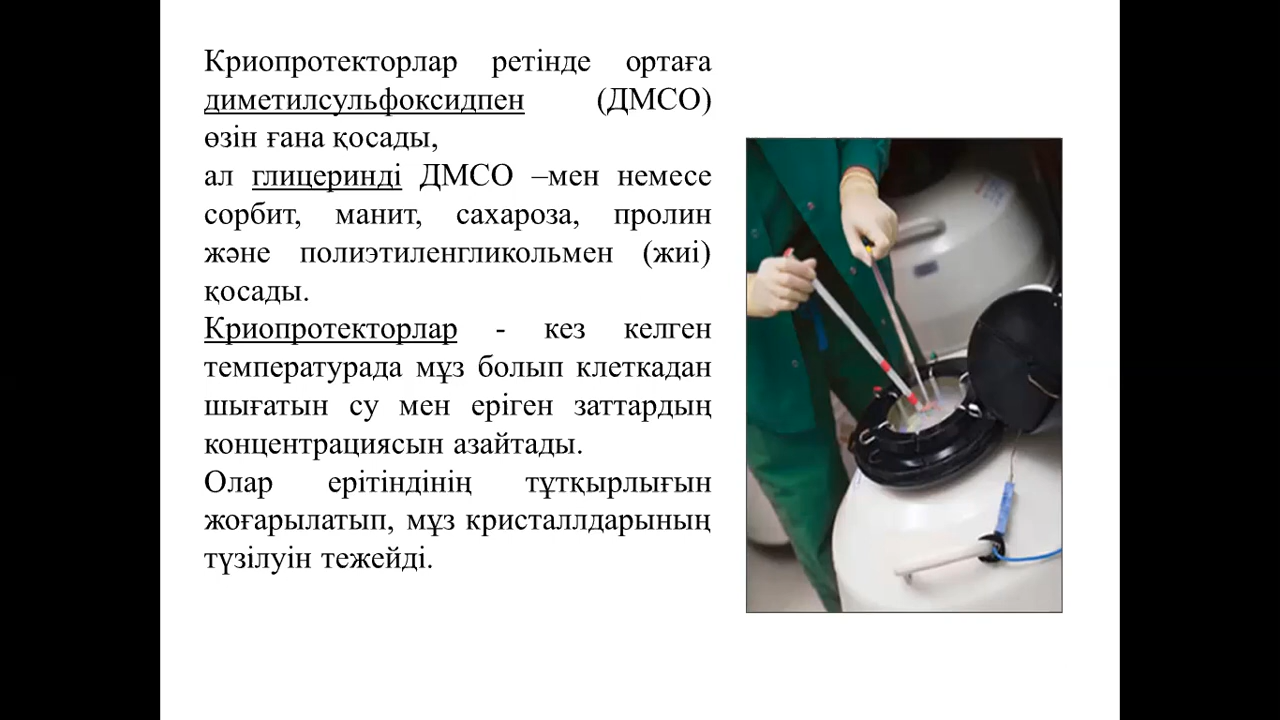 Криопротекторлар ретінде ортаға
диметилсульфоксидпен (ДМСО)
өзін ғана қосады,
ал глицеринді ДМСО –мен немесе
сорбит, манит, сахароза, пролин
және полиэтиленгликольмен (жиі)
қосады.
Криопротекторлар - кез келген
температурада мұз болып клеткадан
шығатын су мен еріген заттардың
концентрациясын азайтады.
Олар ерітіндінің тұтқырлығын
жоғарылатып, мұз кристаллдарының
түзілуін тежейді.